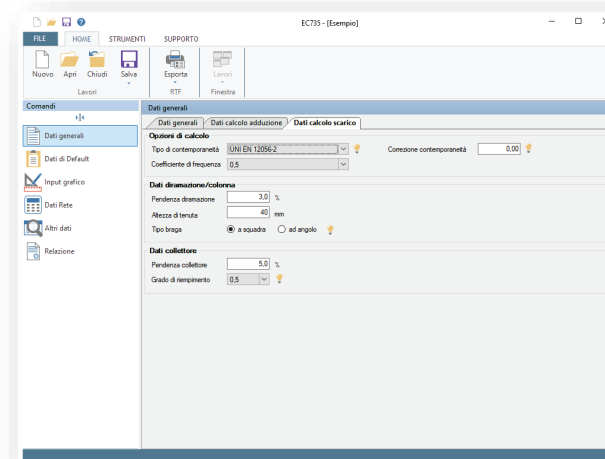 EC735 - [Esempio]
FILE HOME STRUMENTI SUPPORTO
Nuovo Apri Chiudi Salva Esporta Lavori
Lavori RTF Finestra
Comandi
Dati generali
Dati di Default
Input grafico
Dati Rete
Altri dati
Relazione
Dati generali
Dati generali Dati calcolo adduzione Dati calcolo scarico
Opzioni di calcolo
Tipo di contemporaneità UNI EN 12056-2 Correzione contemporaneità 0,00
Coefficiente di frequenza 0,5
Dati diramazione/colonna
Pendenza diramazione 3,0 %
Altezza di tenuta 40 mm
Tipo braga a squadra ad angolo
Dati collettore
Pendenza collettore 5,0 %
Grado di riempimento 0,5